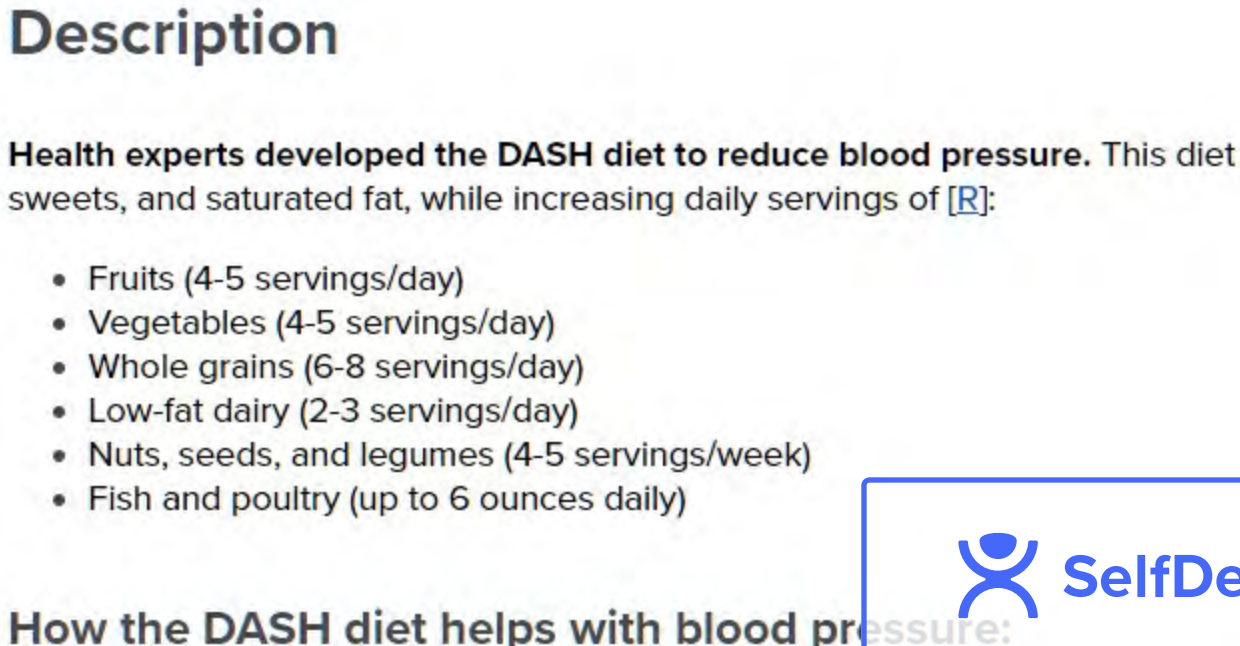 Description
Health experts developed the DASH diet to reduce blood pressure. This diet
sweets, and saturated fat, while increasing daily servings of [R]:
• Fruits (4-5 servings/day)
• Vegetables (4-5 servings/day)
• Whole grains (6-8 servings/day)
• Low-fat dairy (2-3 servings/day)
• Nuts, seeds, and legumes (4-5 servings/week)
• Fish and poultry (up to 6 ounces daily)
SelfDe
How the DASH diet helps with blood pressure: